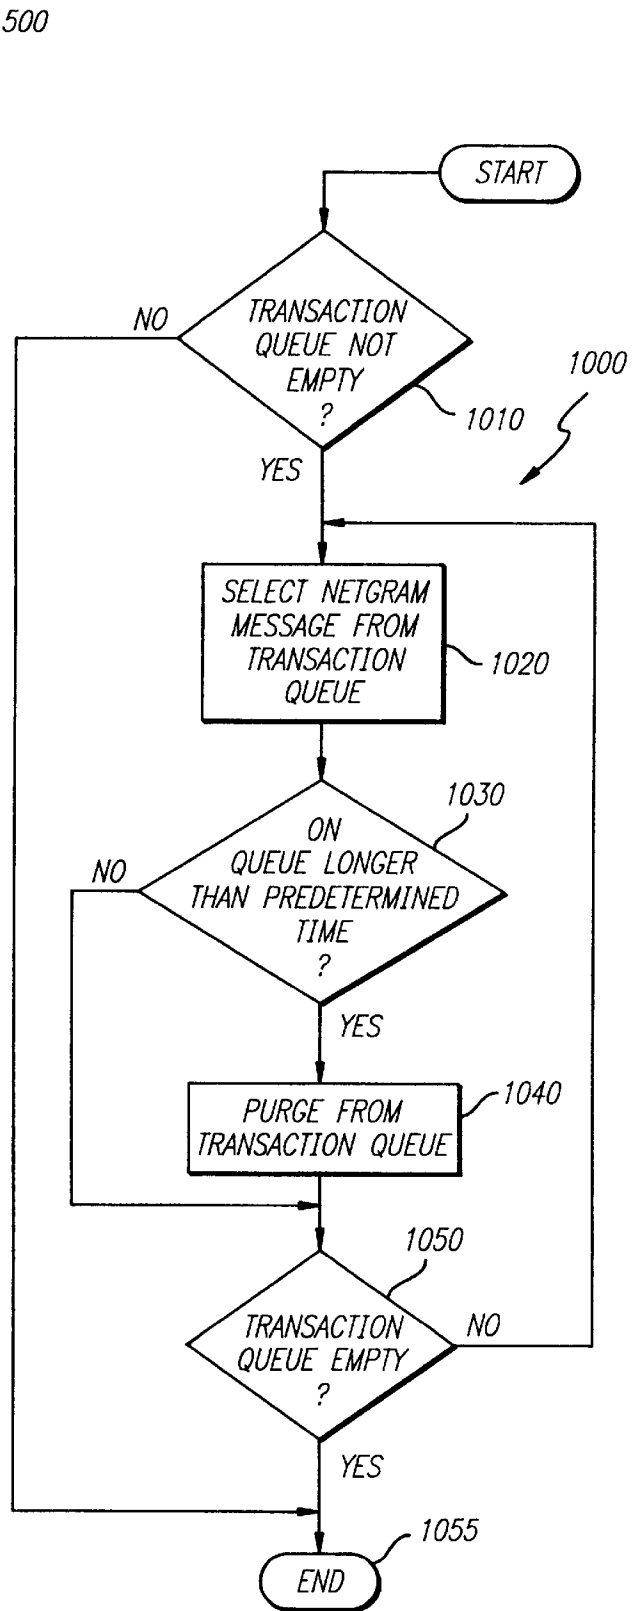 500
START
NO
TRANSACTION
QUEUE NOT
EMPTY
?
1010
1000
YES
SELECT NETGRAM
MESSAGE FROM
TRANSACTION
QUEUE
1020
1030
ON
QUEUE LONGER
THAN PREDETERMINED
TIME
?
NO
YES
PURGE FROM
TRANSACTION QUEUE
1040
1050
TRANSACTION
QUEUE EMPTY
?
NO
YES
1055
END